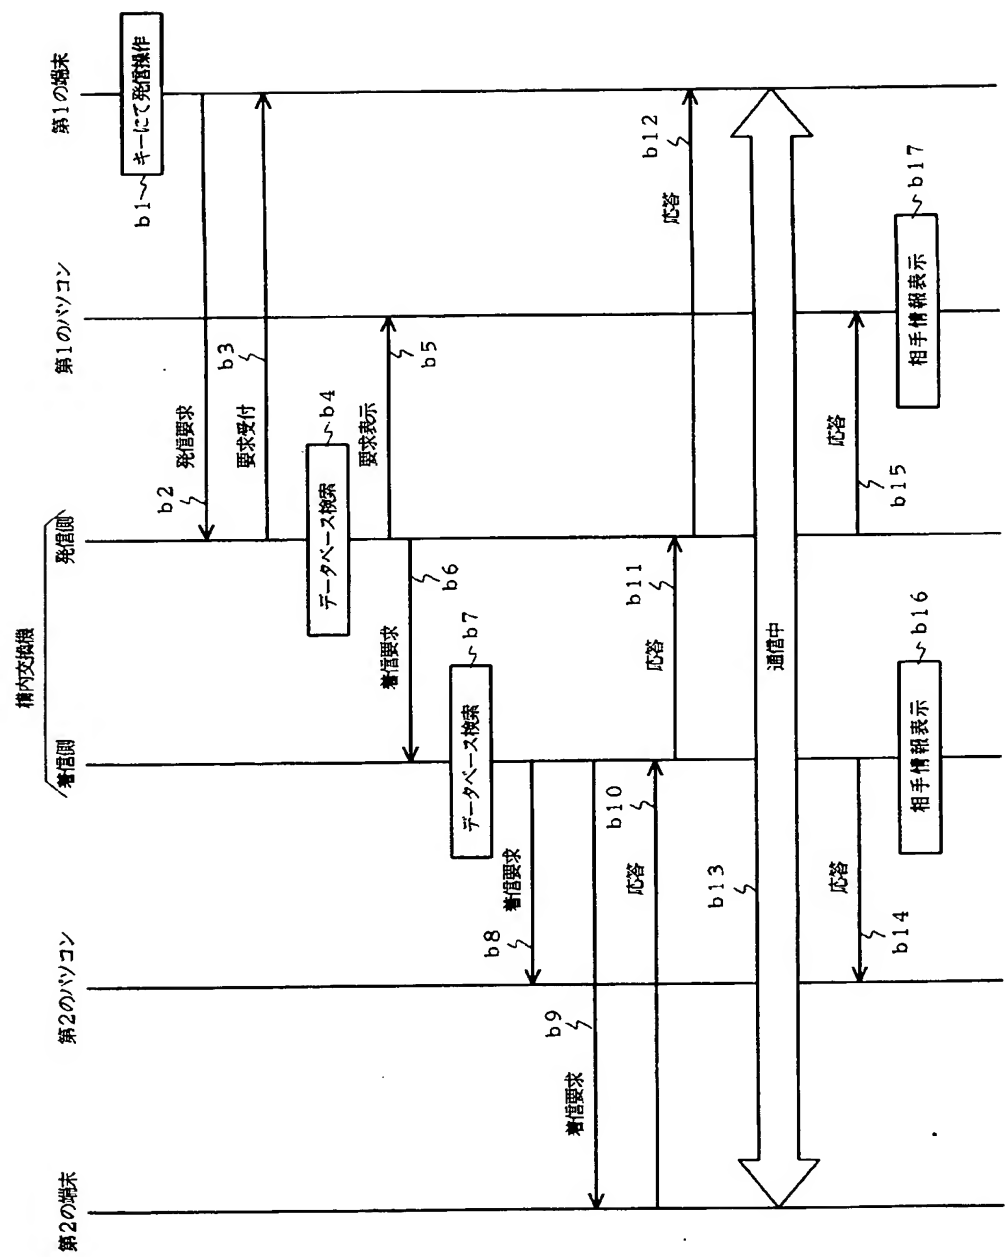 構内交換機
第2の端末
第2のパソコン
着信側
発信側
第1のパソコン
第1の端末
キーにて発信操作
b1
発信要求
b2
要求受付
b3
データベース検索
b4
要求表示
b5
着信要求
b6
データベース検索
b7
着信要求
b8
着信要求
b9
応答
b10
応答
b11
応答
b12
通信中
b13
応答
b14
応答
b15
相手情報表示
b16
相手情報表示
b17